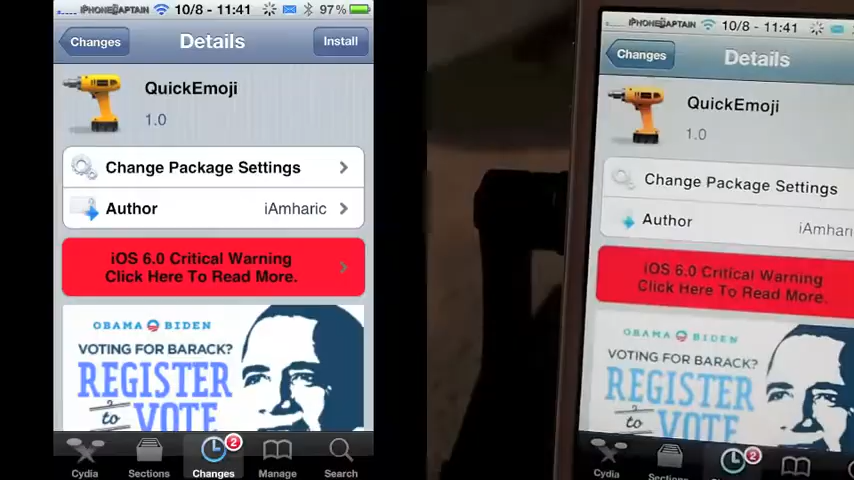 iPHONECAPTAIN 10/8 - 11:41 97%
Changes
Details
Install
QuickEmoji
1.0
Change Package Settings
Author
iAmharic
iOS 6.0 Critical Warning
Click Here To Read More.
OBAMA BIDEN
VOTING FOR BARACK?
REGISTER
to
VOTE
2
Cydia
Sections
Changes
Manage
Search
iPHONECAPTAIN 10/8 - 11:41
Changes
Details
QuickEmoji
1.0
Change Package Settings
Author
iAmhari
iOS 6.0 Critical Warning
Click Here To Read More.
OBAMA BIDEN
VOTING FOR BARACK?
REGISTER
to
VOTE
2
Cydia